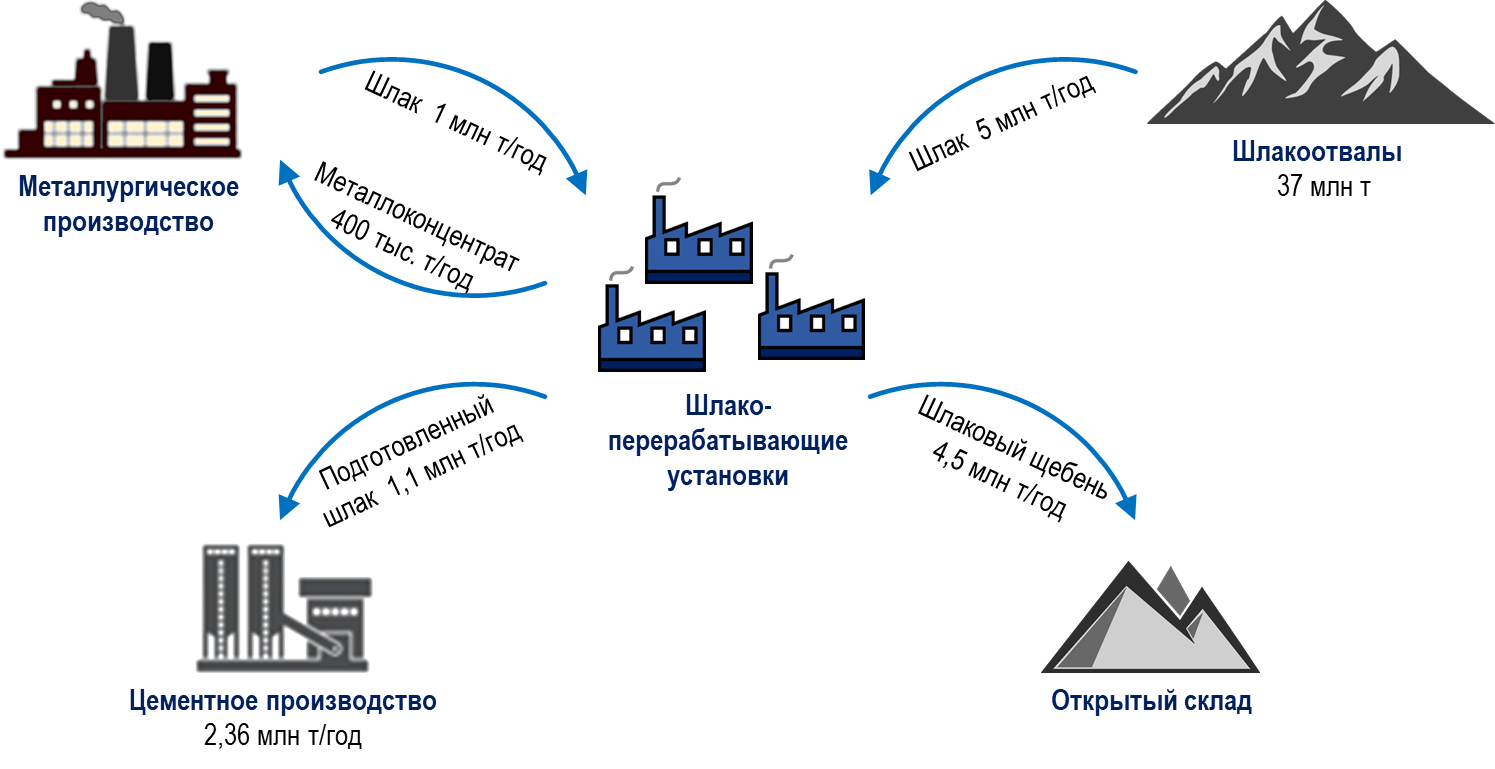 Шлак 1 млн т/год
Шлак 5 млн т/год
Шлакоотвалы
37 млн т
Металлургическое
производство
Металлоконцентрат
400 тыс. т/год
Шлако-
перерабатывающие
установки
Подготовленный
шлак 1,1 млн т/год
Шлаковый щебень
4,5 млн т/год
Цементное производство
2,36 млн т/год
Открытый склад